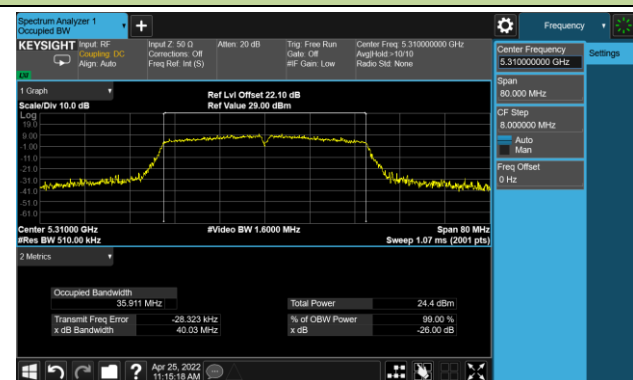 Spectrum Analyzer 1
Occupied BW
+
Frequency
KEYSIGHT
Input: RF
Coupling: DC
Align: Auto
Input Z: 50 Ω
Corrections: Off
Freq Ref: Int (S)
Atten: 20 dB
Trig: Free Run
Gate: Off
#IF Gain: Low
Center Freq: 5.310000000 GHz
Avg|Hold:>10/10
Radio Std: None
Center Frequency
5.310000000 GHz
Settings
Span
80.000 MHz
CF Step
8.000000 MHz
Auto
Man
Freq Offset
0 Hz
1 Graph
Scale/Div 10.0 dB
Ref Lvl Offset 22.10 dB
Ref Value 29.00 dBm
Log
19.0
9.00
-1.00
-11.0
-21.0
-31.0
-41.0
-51.0
-61.0
Center 5.31000 GHz
#Res BW 510.00 kHz
#Video BW 1.6000 MHz
Span 80 MHz
Sweep 1.07 ms (2001 pts)
2 Metrics
Occupied Bandwidth
35.911 MHz
Total Power 24.4 dBm
Transmit Freq Error -28.323 kHz
% of OBW Power 99.00 %
x dB Bandwidth 40.03 MHz
x dB -26.00 dB
?
Apr 25, 2022
11:15:18 AM